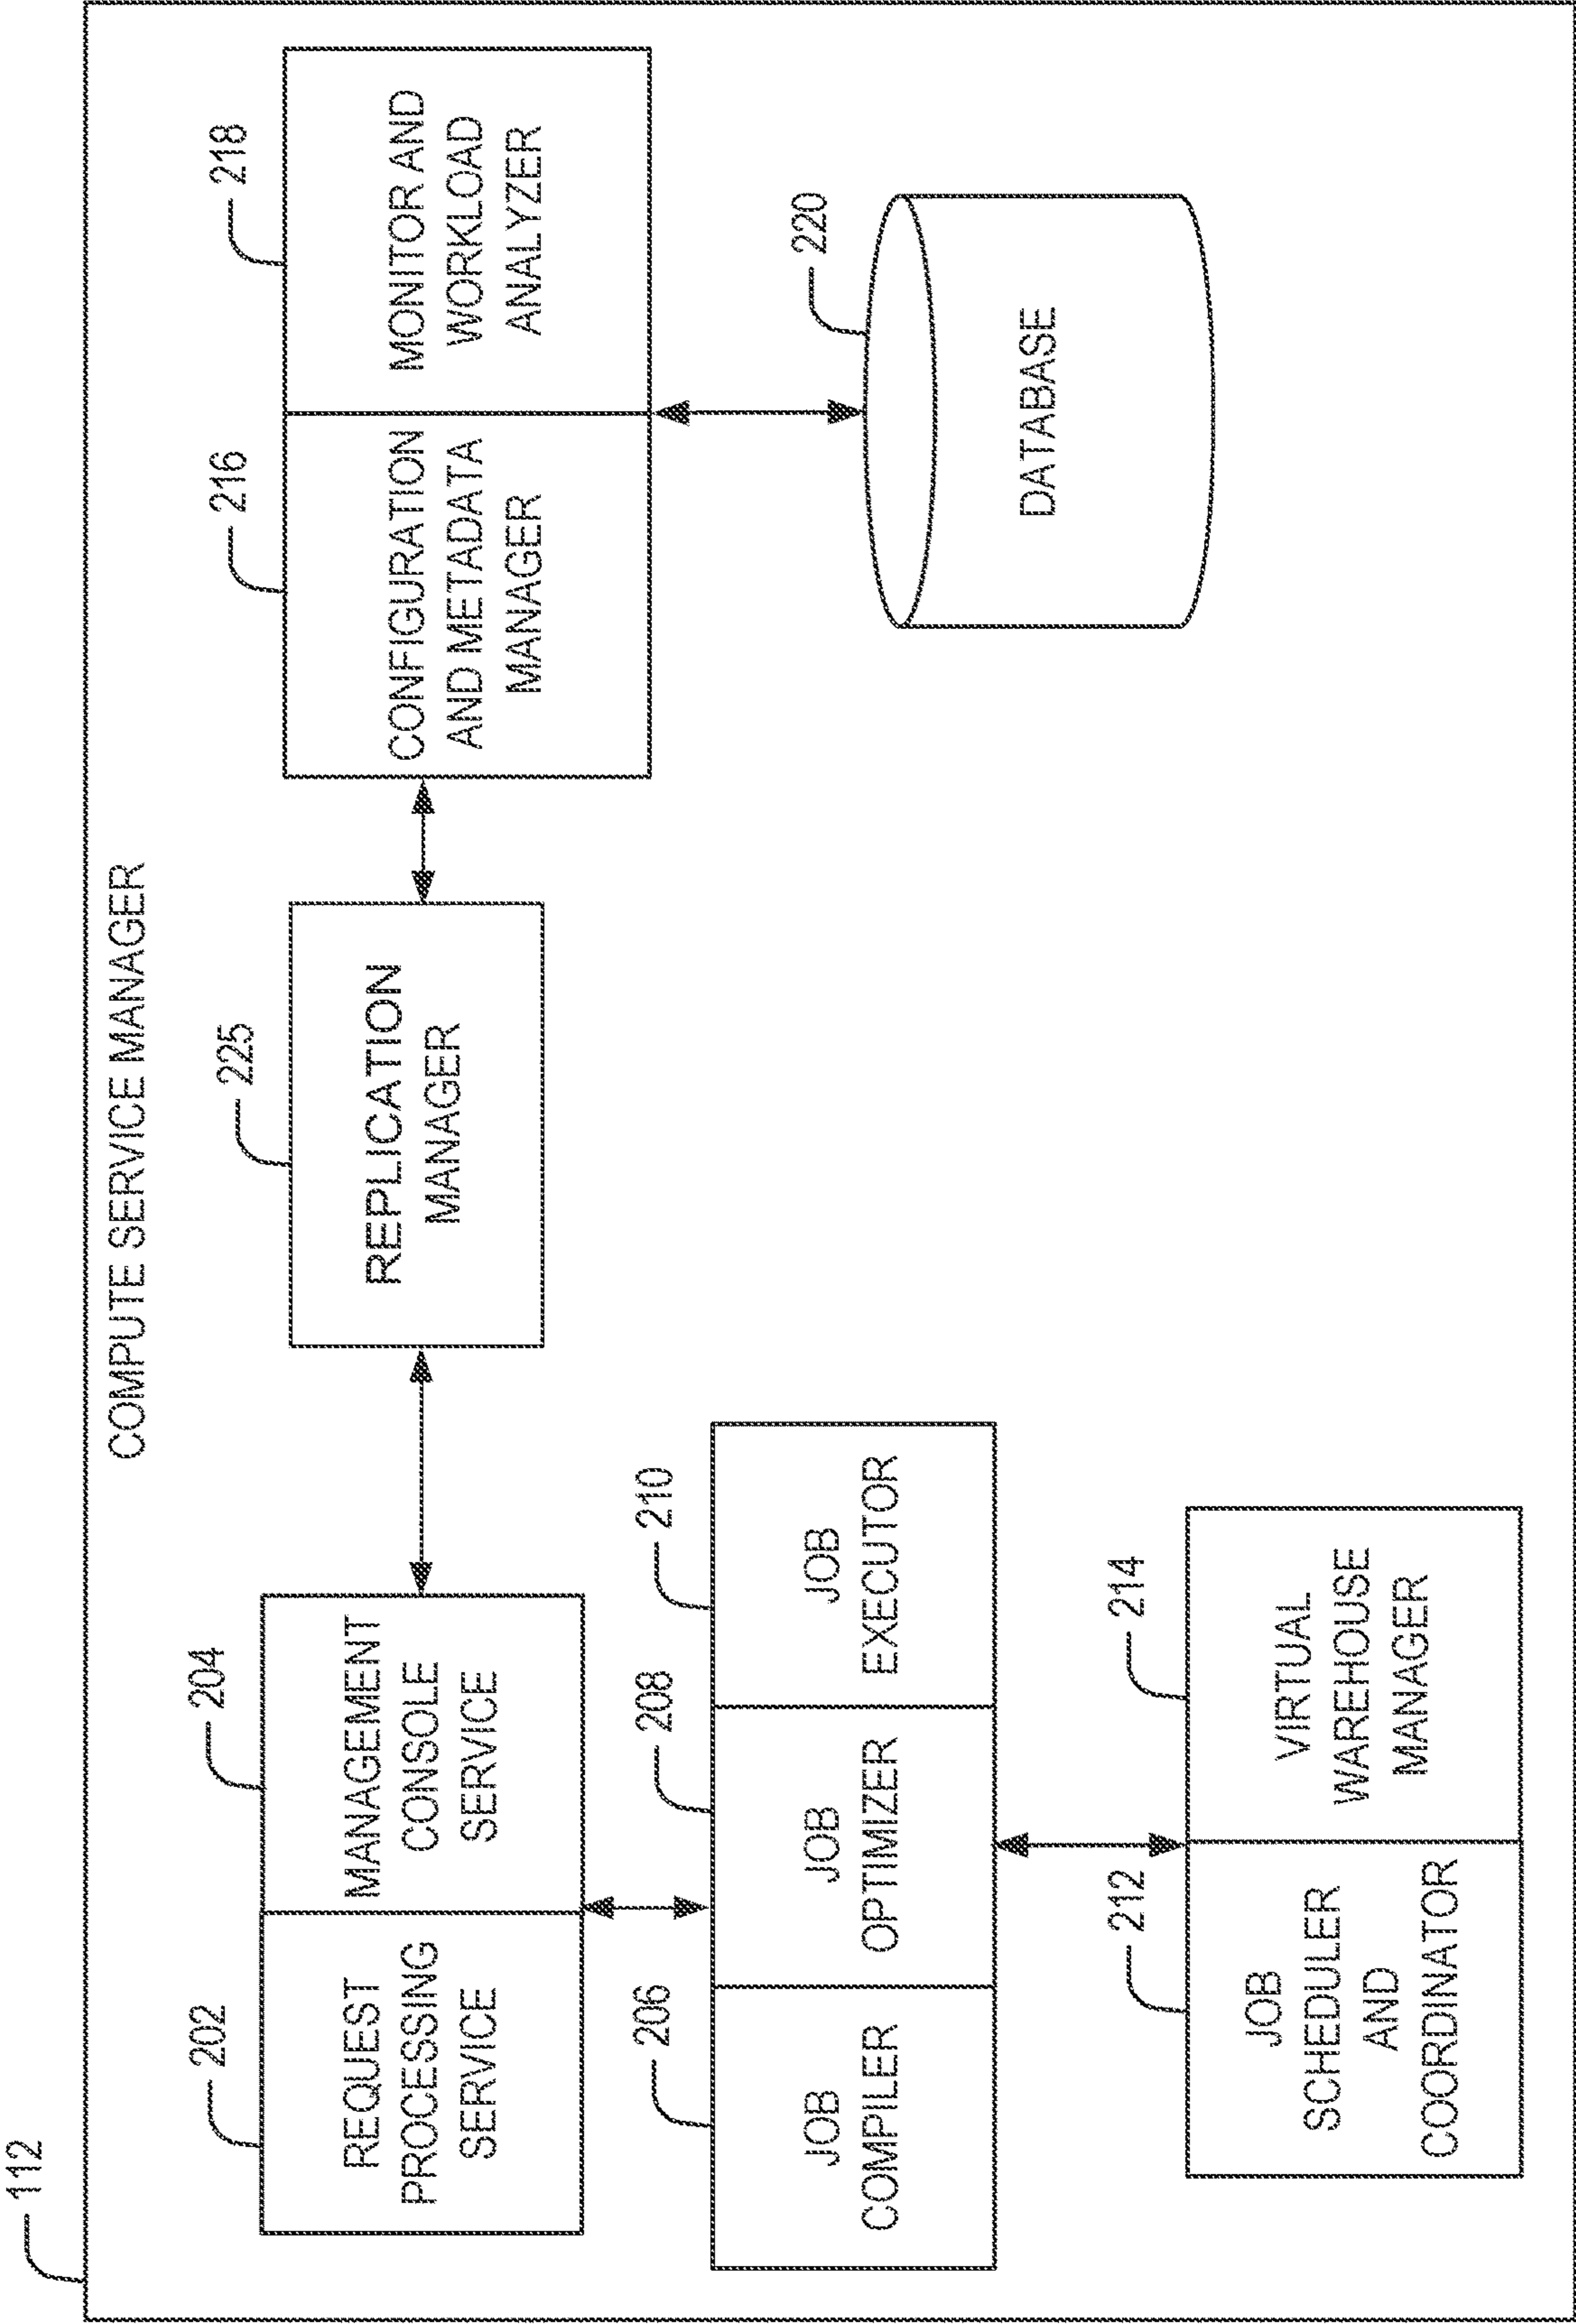 112
COMPUTE SERVICE MANAGER
202
REQUEST
PROCESSING
SERVICE
204
MANAGEMENT
CONSOLE
SERVICE
225
REPLICATION
MANAGER
216
CONFIGURATION
AND METADATA
MANAGER
218
MONITOR AND
WORKLOAD
ANALYZER
206
JOB
COMPILER
208
JOB
OPTIMIZER
210
JOB
EXECUTOR
220
DATABASE
212
JOB
SCHEDULER
AND
COORDINATOR
214
VIRTUAL
WAREHOUSE
MANAGER